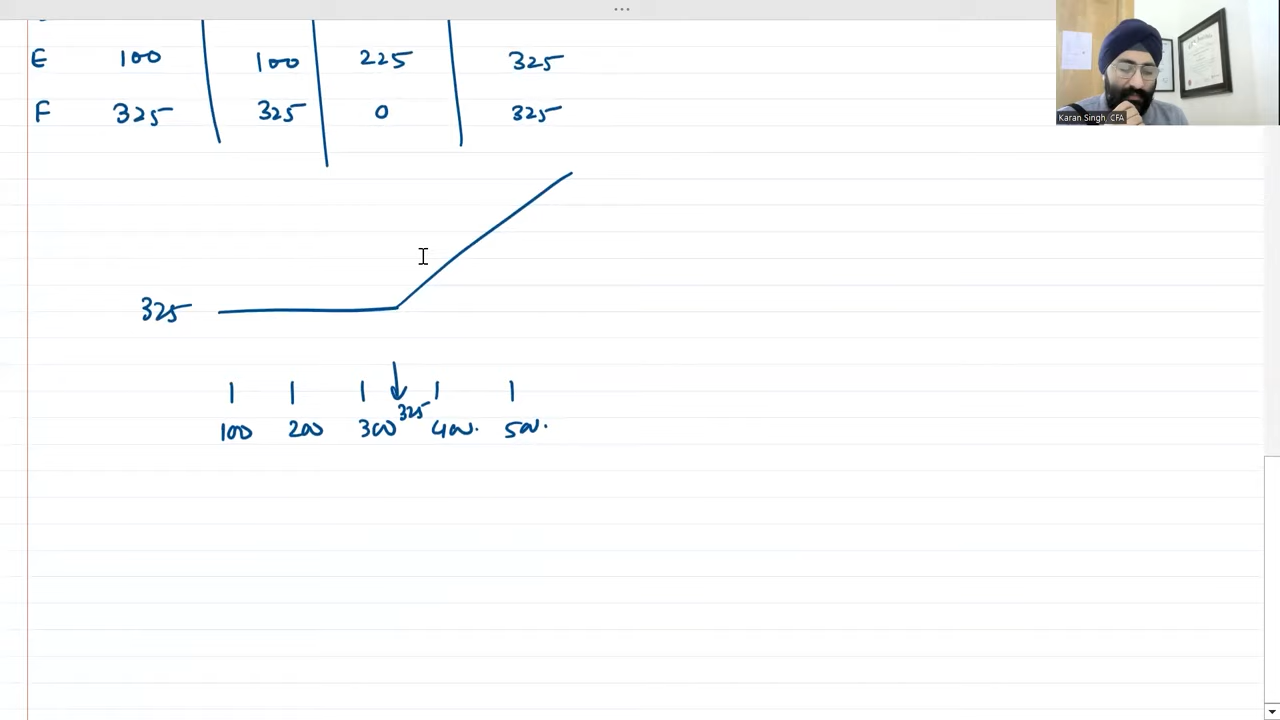 E 100 100 225 325
F 325 325 0 325
Karan Singh, CFA
325
325
100 200 300 400. 500.